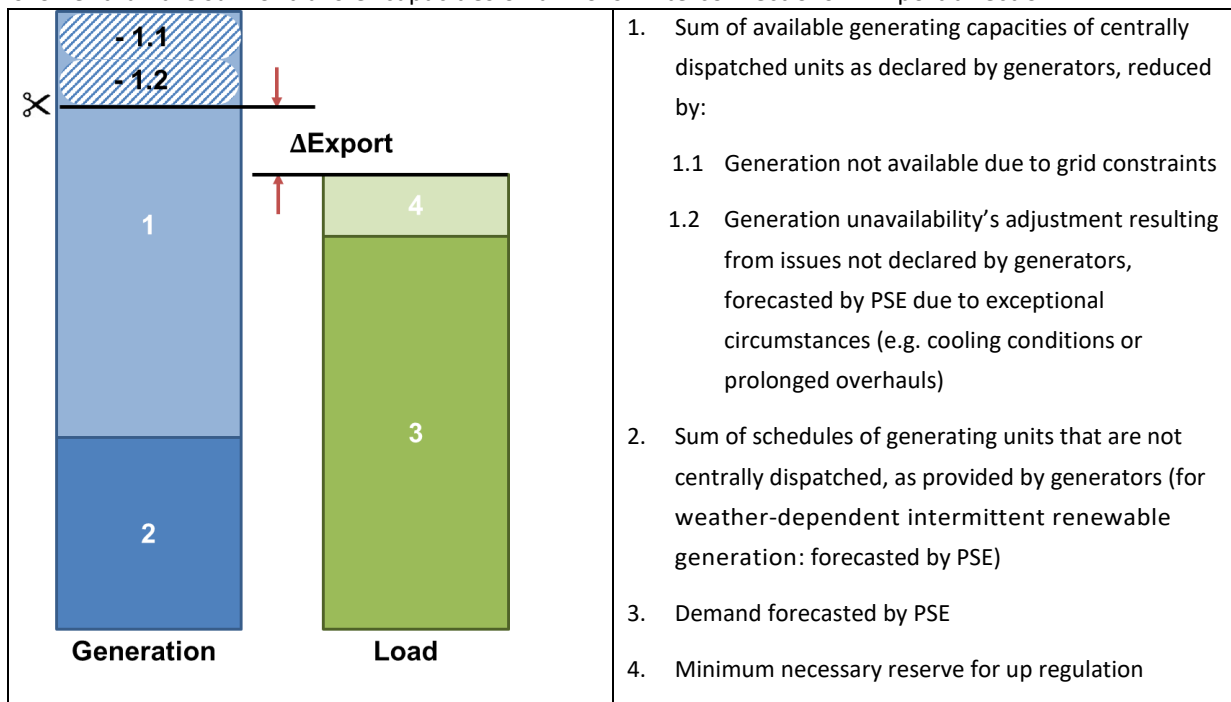 - 1.1
- 1.2
ΔExport
4
1
3
2
Generation
Load
1. Sum of available generating capacities of centrally
dispatched units as declared by generators, reduced
by:
1.1 Generation not available due to grid constraints
1.2 Generation unavailability’s adjustment resulting
from issues not declared by generators,
forecasted by PSE due to exceptional
circumstances (e.g. cooling conditions or
prolonged overhauls)
2. Sum of schedules of generating units that are not
centrally dispatched, as provided by generators (for
weather-dependent intermittent renewable
generation: forecasted by PSE)
3. Demand forecasted by PSE
4. Minimum necessary reserve for up regulation